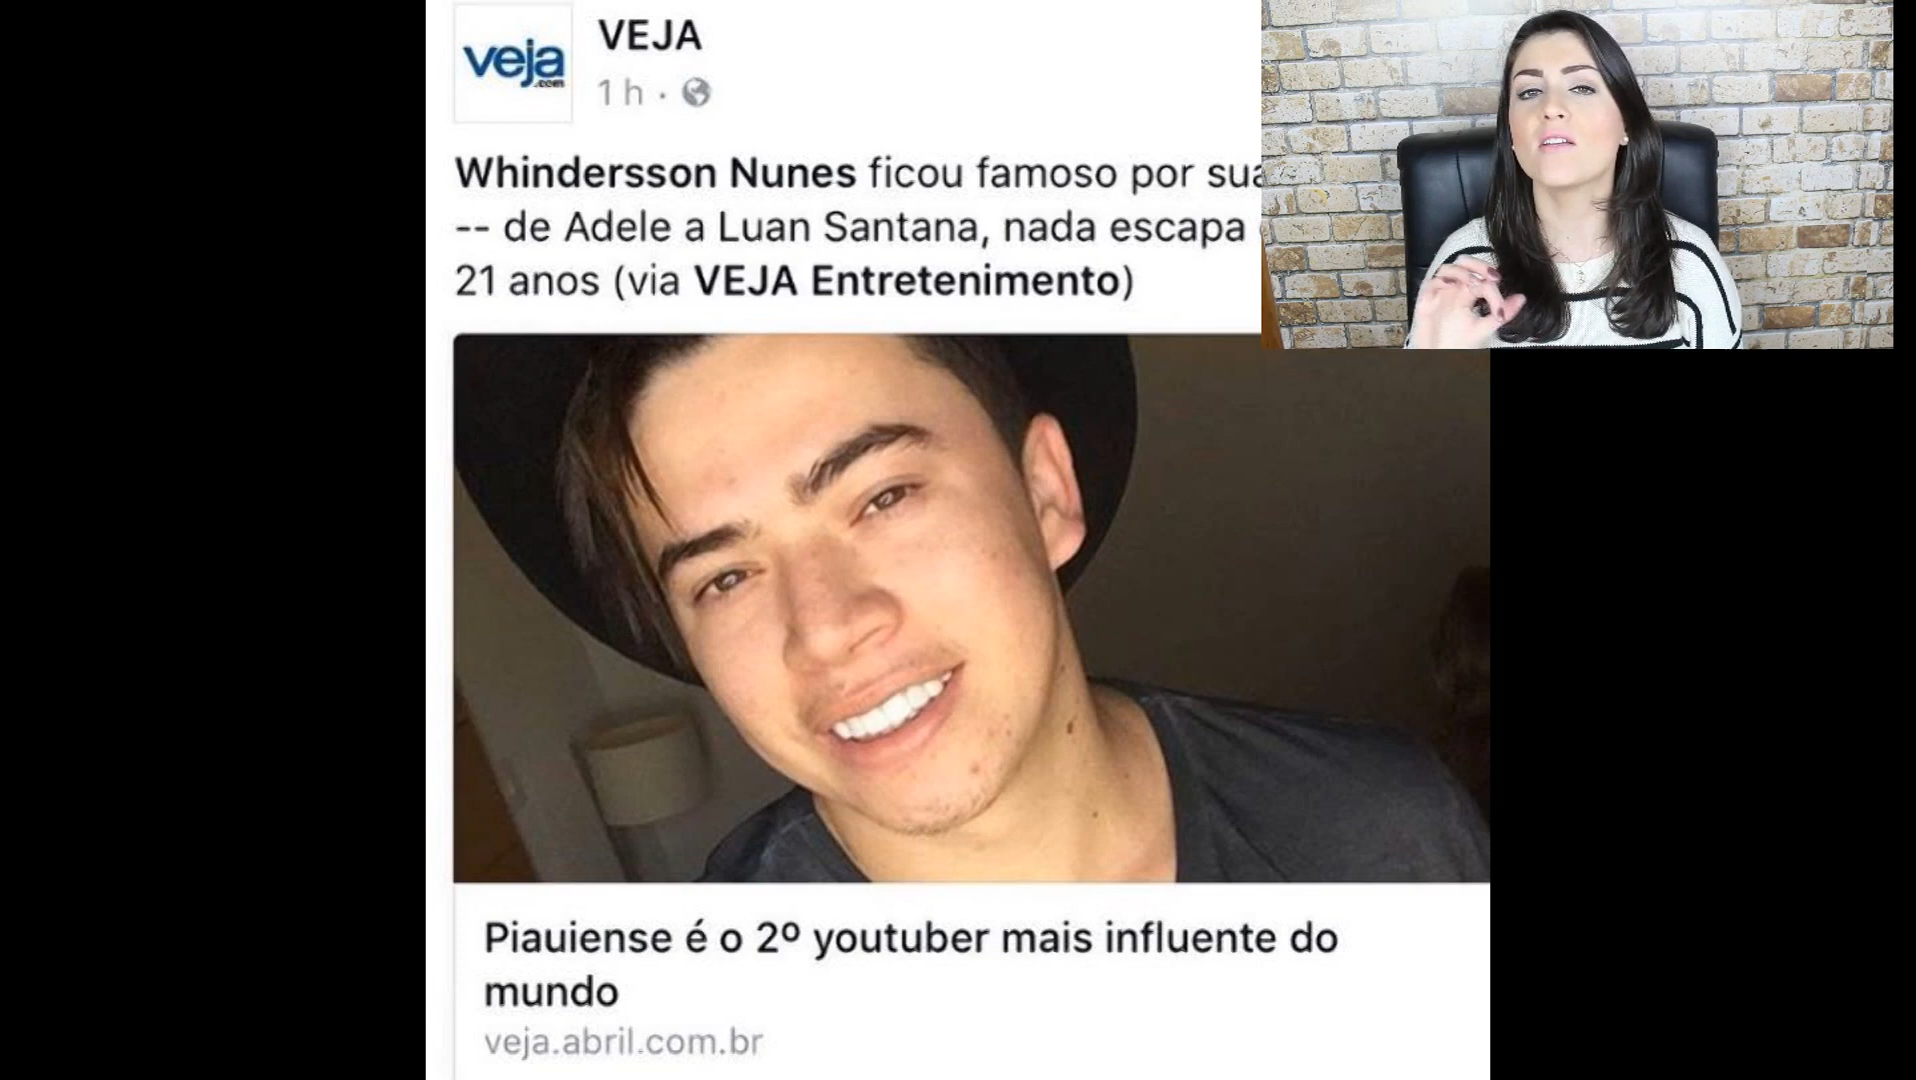 veja
.com
VEJA
1 h
Whindersson Nunes ficou famoso por sua
-- de Adele a Luan Santana, nada escapa
21 anos (via VEJA Entretenimento)
Piauiense é o 2º youtuber mais influente do
mundo
veja.abril.com.br